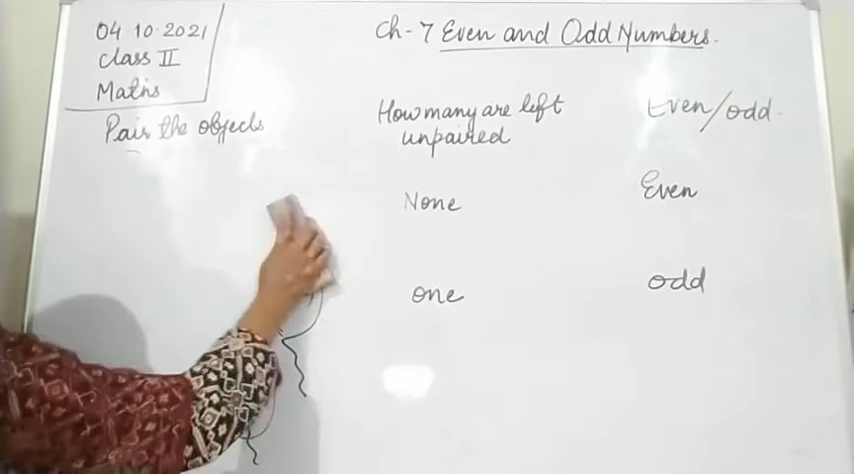 04 10.2021
Class II
Maths
Ch-7 Even and Odd Numbers.
Pair the objects
How many are left
unpaired
Even/odd.
None
Even
one
odd